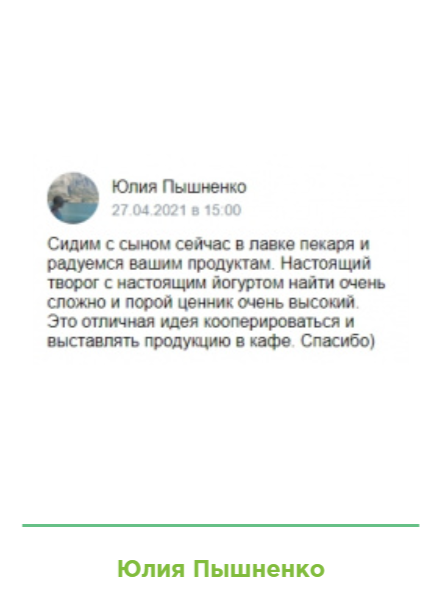 Юлия Пышненко
27.04.2021 в 15:00
Сидим с сыном сейчас в лавке пекаря и
радуемся вашим продуктам. Настоящий
творог с настоящим йогуртом найти очень
сложно и порой ценник очень высокий.
Это отличная идея кооперироваться и
выставлять продукцию в кафе. Спасибо)
Юлия Пышненко